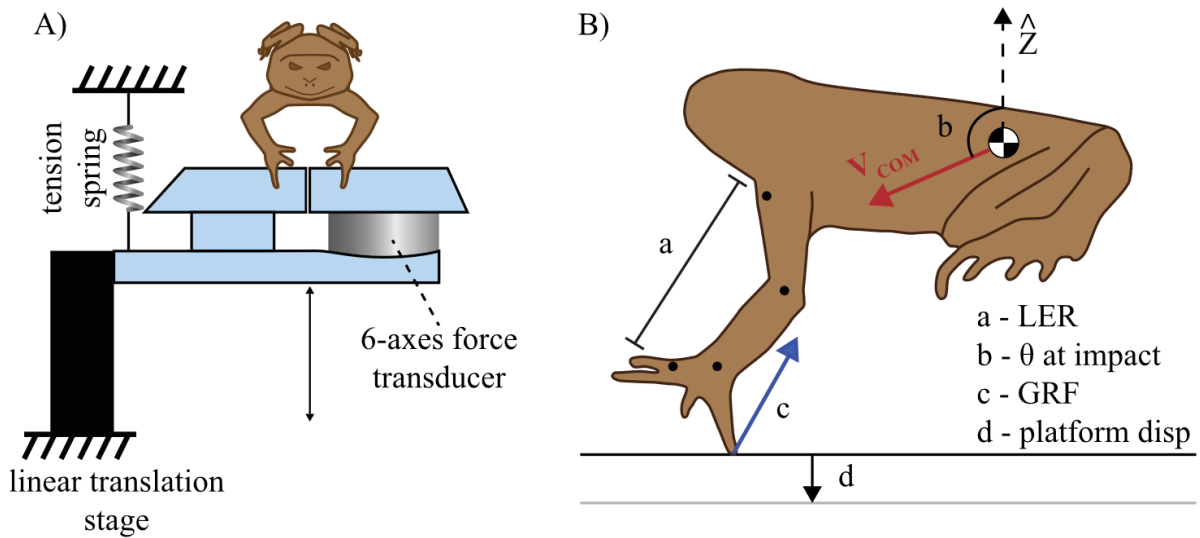 A)
tension
spring
6-axes force
transducer
linear translation
stage
B)
Ẑ
b
V_COM
a
c
d
a - LER
b - θ at impact
c - GRF
d - platform disp